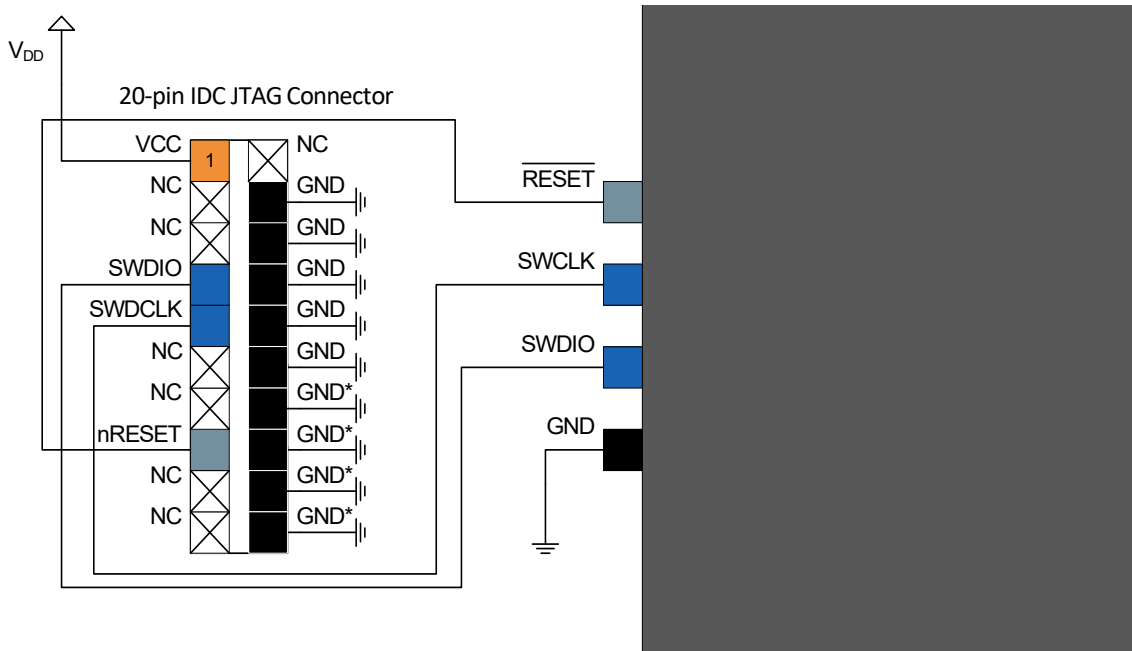 VDD
20-pin IDC JTAG Connector
VCC 1 NC
NC GND
NC GND
SWDIO GND
SWDCLK GND
NC GND
NC GND*
nRESET GND*
NC GND*
NC GND*
RESET
SWCLK
SWDIO
GND